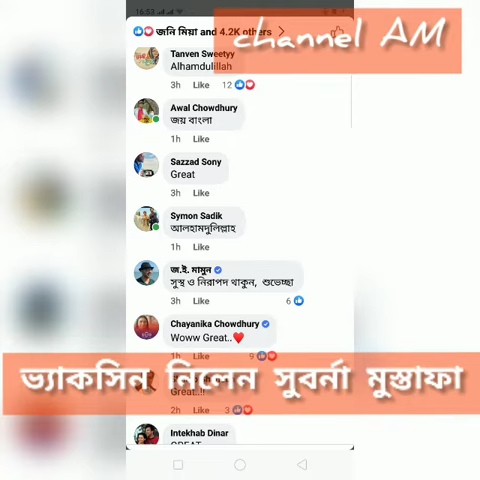 16:53
জনি মিয়া and 4.2K others
channel AM
Tanven Sweetyy
Alhamdulillah
3h Like 12
Awal Chowdhury
জয় বাংলা
1h Like
Sazzad Sony
Great
3h Like
Symon Sadik
আলহামদুলিল্লাহ
1h Like
জ.ই. মামুন
সুস্থ ও নিরাপদ থাকুন, শুভেচ্ছা
3h Like 6
Chayanika Chowdhury
Woww Great..
1h Like 9
ভ্যাকসিন নিলেন সুবর্না মুস্তাফা
Great..!!
2h Like 3
Intekhab Dinar
GREAT